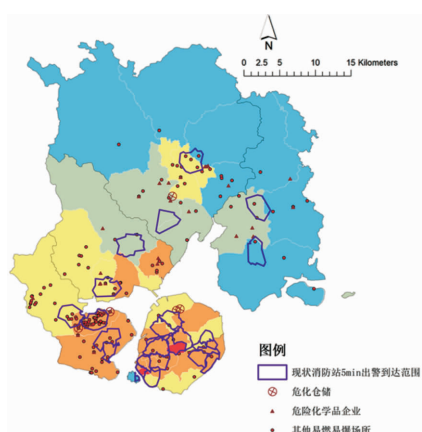 N
0 2.5 5 10 15 Kilometers
图例
现状消防站5min出警到达范围
危化仓储
危险化学品企业
其他易燃易爆场所